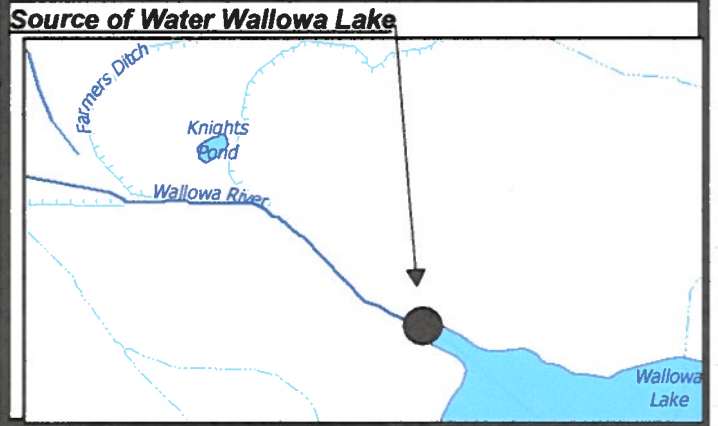 Source of Water Wallowa Lake
Farmers Ditch
Knights
Pond
Wallowa River
Wallowa
Lake